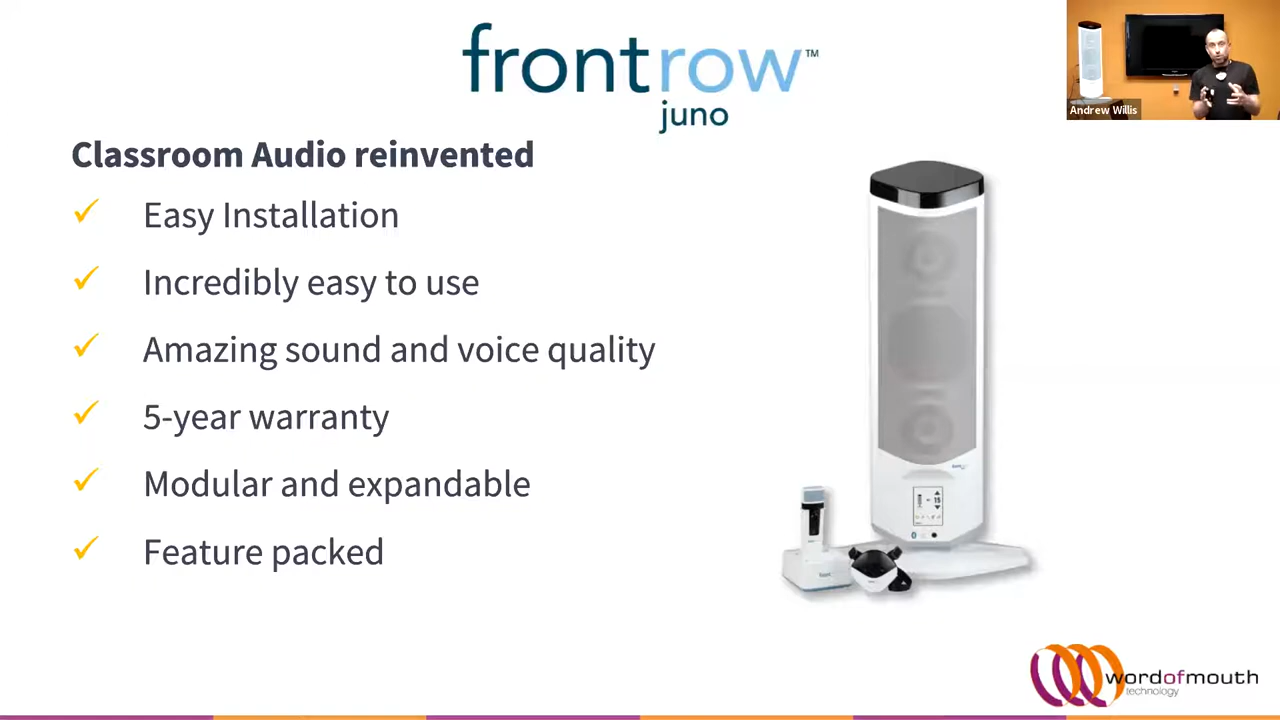 frontrow™
juno
Andrew Willis
Classroom Audio reinvented
✓ Easy Installation
✓ Incredibly easy to use
✓ Amazing sound and voice quality
✓ 5-year warranty
✓ Modular and expandable
✓ Feature packed
15
wordofmouth
technology